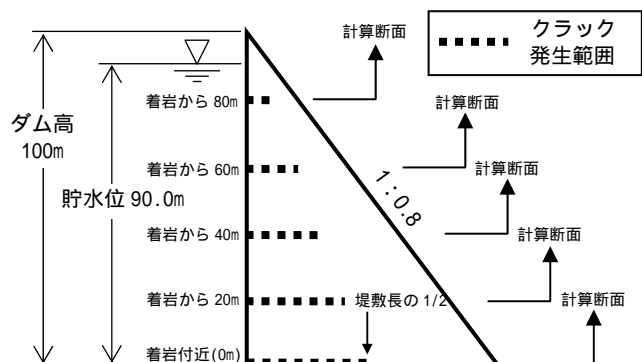 計算断面
クラック
発生範囲
ダム高
100m
貯水位 90.0m
着岩から 80m
計算断面
着岩から 60m
1:0.8
計算断面
着岩から 40m
計算断面
着岩から 20m
堤敷長の 1/2
計算断面
着岩付近(0m)